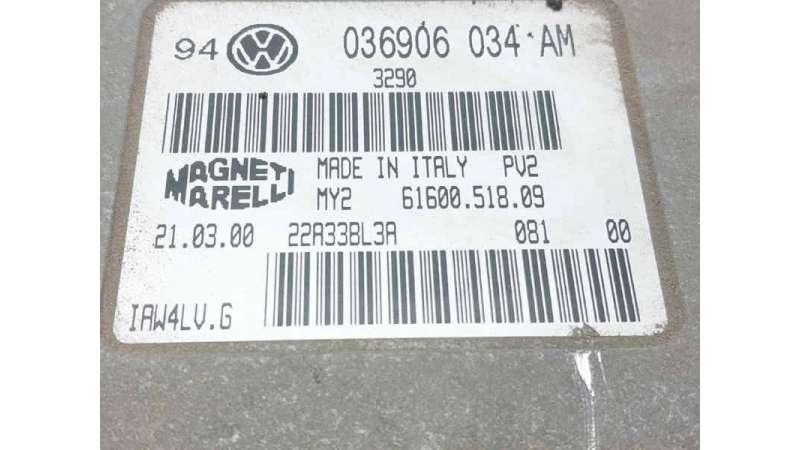 94 VW 036906 034 AM
3290
MAGNETI MARELLI
MADE IN ITALY PV2
MY2 61600.518.09
21.03.00 22A33BL3A 081 00
IAW4LV.G